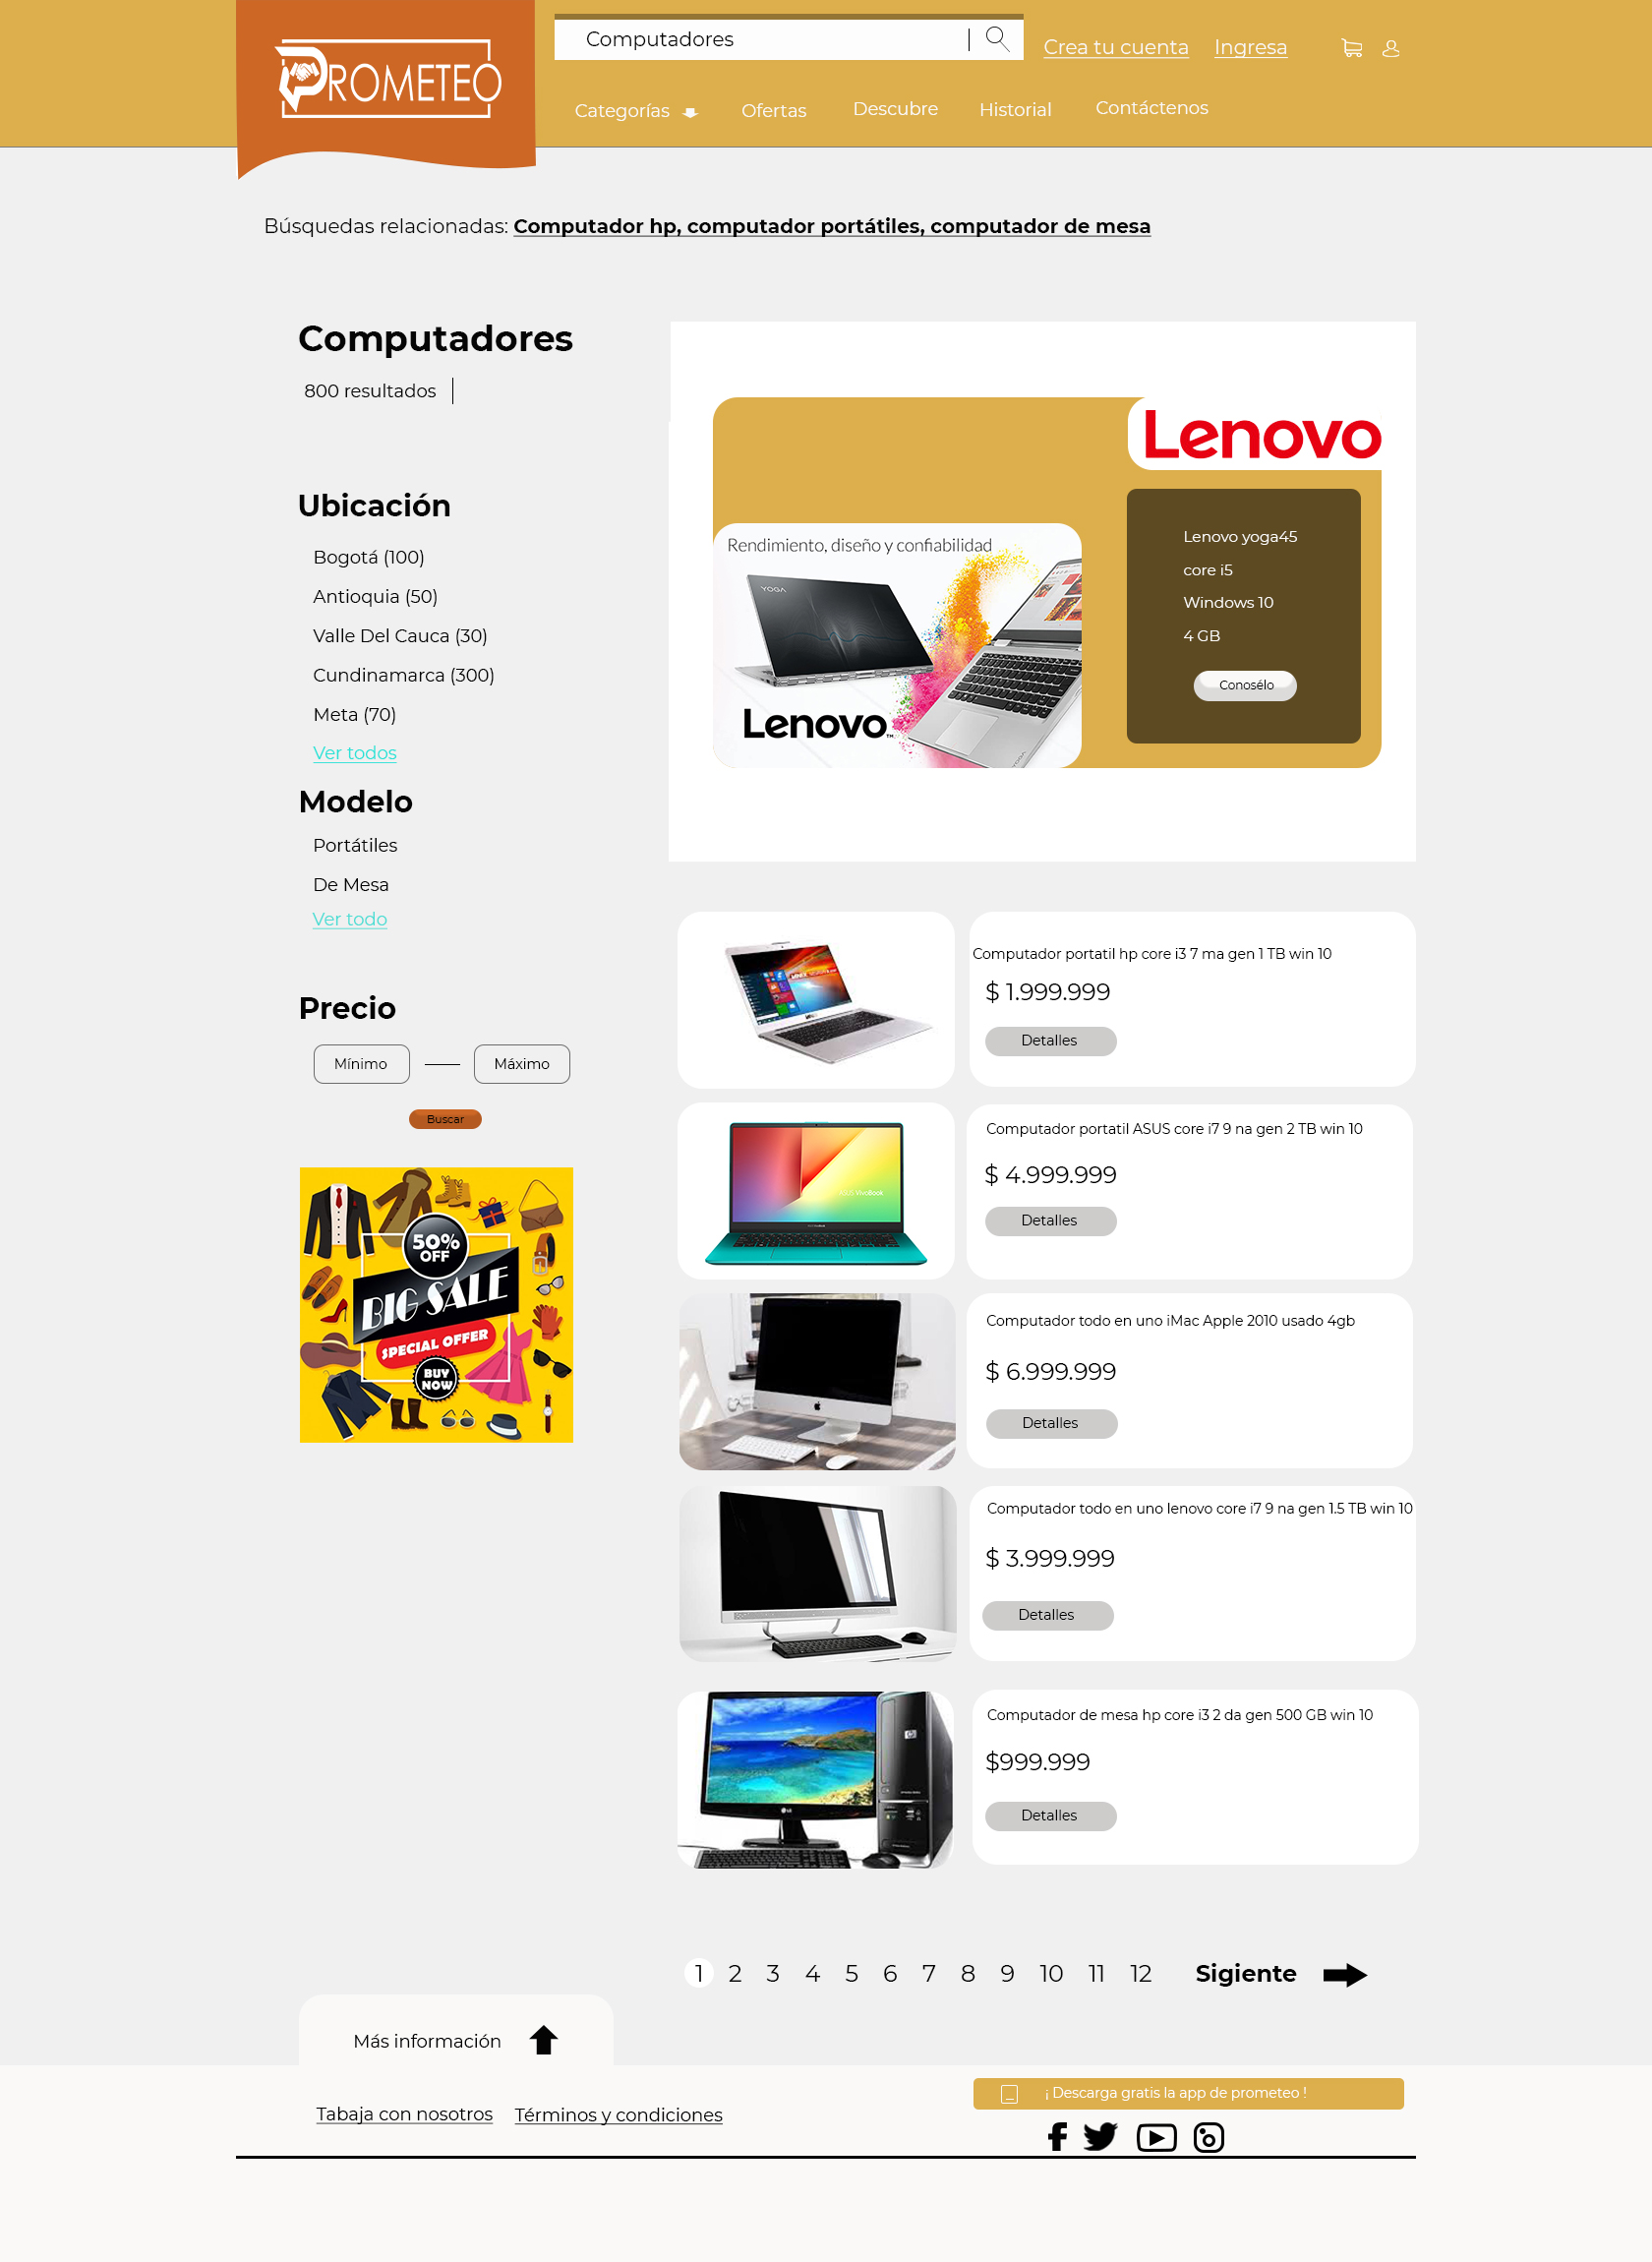 PROMETEO
Computadores
Crea tu cuenta Ingresa
Categorías Ofertas Descubre Historial Contáctenos
Búsquedas relacionadas: Computador hp, computador portátiles, computador de mesa
Computadores
800 resultados
Ubicación
Bogotá (100)
Antioquia (50)
Valle Del Cauca (30)
Cundinamarca (300)
Meta (70)
Ver todos
Modelo
Portátiles
De Mesa
Ver todo
Precio
Mínimo
Máximo
Buscar
50%
OFF
BIG SALE
SPECIAL OFFER
BUY
NOW
Lenovo
Rendimiento, diseño y confiabilidad
YOGA
Lenovo™
YOGA
Lenovo yoga45
core i5
Windows 10
4 GB
Conosélo
Computador portatil hp core i3 7 ma gen 1 TB win 10
$ 1.999.999
Detalles
ASUS VivoBook
Computador portatil ASUS core i7 9 na gen 2 TB win 10
$ 4.999.999
Detalles
Computador todo en uno iMac Apple 2010 usado 4gb
$ 6.999.999
Detalles
Computador todo en uno lenovo core i7 9 na gen 1.5 TB win 10
$ 3.999.999
Detalles
hp
LG
Computador de mesa hp core i3 2 da gen 500 GB win 10
$999.999
Detalles
1 2 3 4 5 6 7 8 9 10 11 12 Sigiente
Más información
Tabaja con nosotros Términos y condiciones
¡ Descarga gratis la app de prometeo !